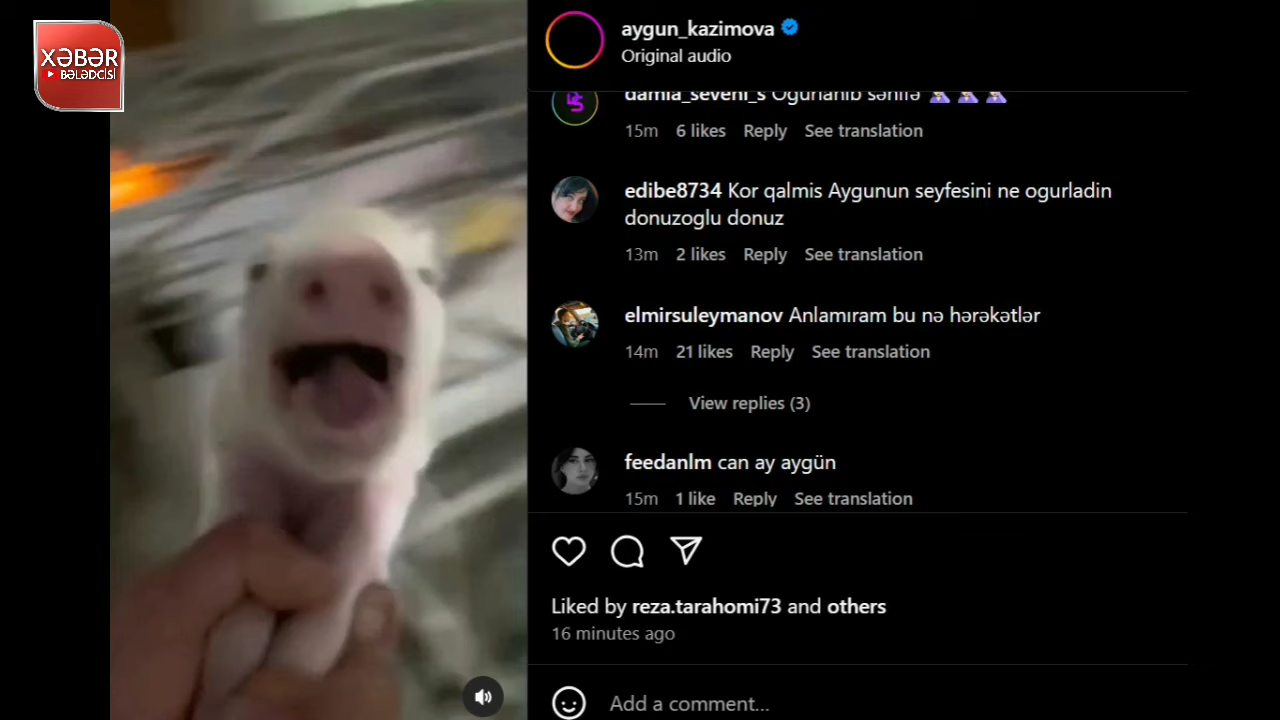 XƏBƏR
BƏLƏDÇİSİ
aygun_kazimova
Original audio
damla_seveni_s Oğurlanıb səhifə 🤦🏻‍♀️🤦🏻‍♀️🤦🏻‍♀️
15m 6 likes Reply See translation
edibe8734 Kor qalmis Aygunun seyfesini ne ogurladin
donuzoglu donuz
13m 2 likes Reply See translation
elmirsuleymanov Anlamıram bu nə hərəkətlər
14m 21 likes Reply See translation
View replies (3)
feedanlm can ay aygün
15m 1 like Reply See translation
Liked by reza.tarahomi73 and others
16 minutes ago
Add a comment...